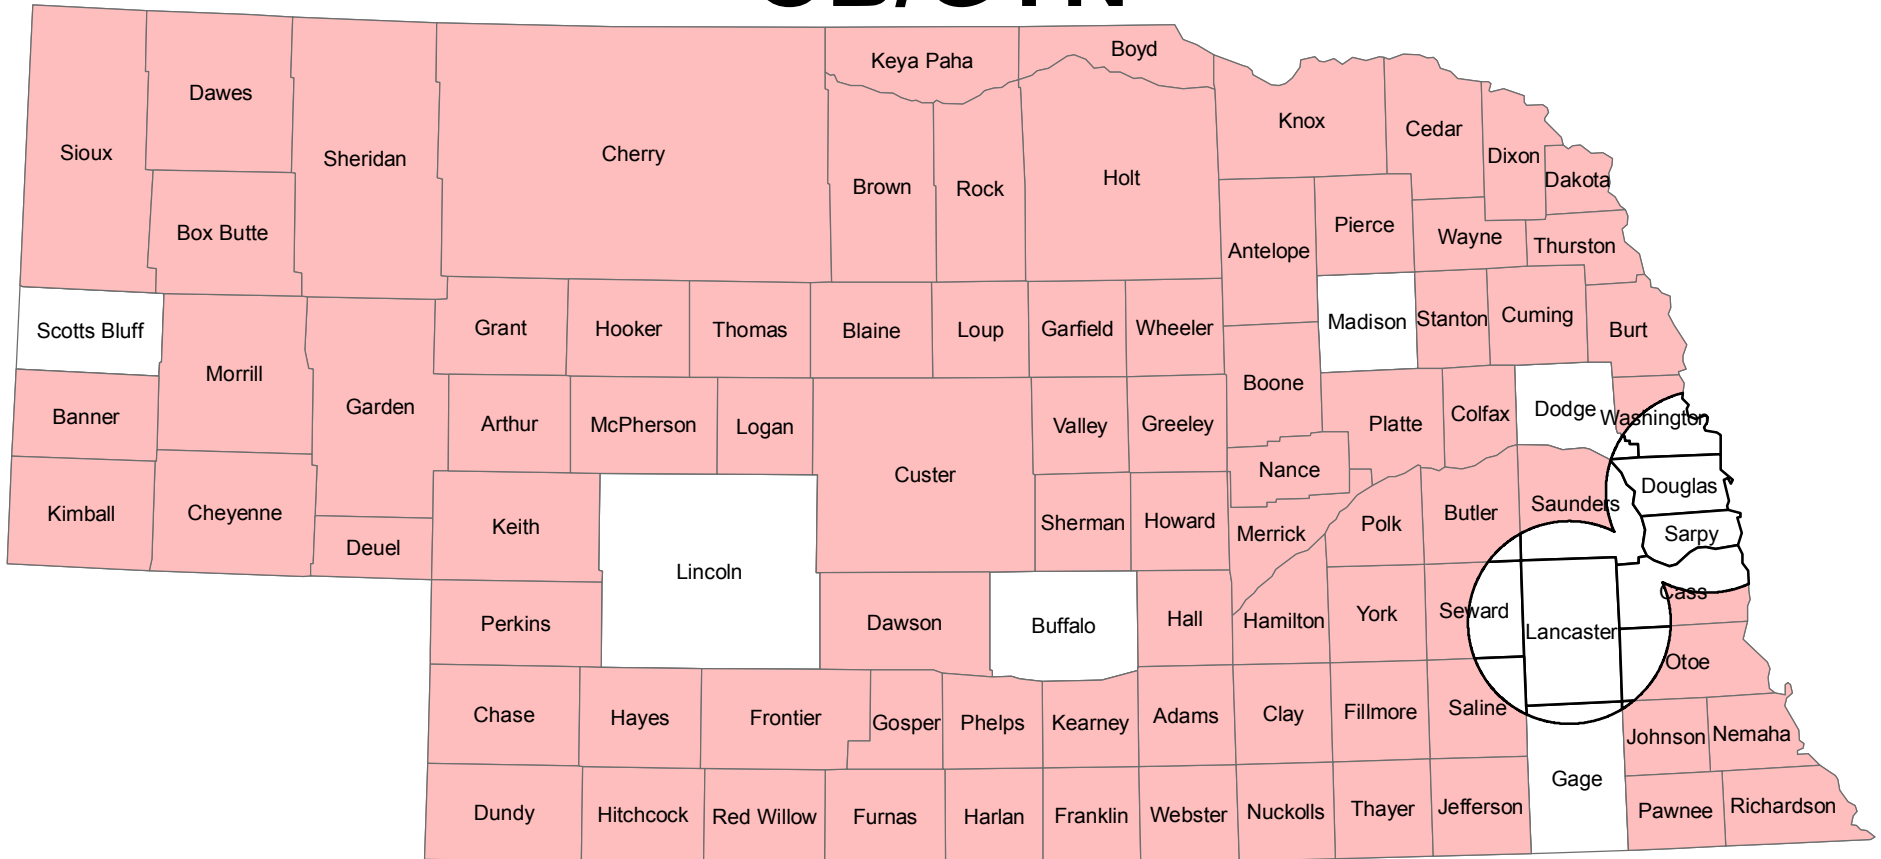 Keya Paha
Boyd
Dawes
Knox
Cedar
Sioux
Sheridan
Cherry
Dixon
Brown
Rock
Holt
Dakota
Box Butte
Pierce
Wayne
Antelope
Thurston
Scotts Bluff
Grant
Hooker
Thomas
Blaine
Loup
Garfield
Wheeler
Madison
Stanton
Cuming
Burt
Morrill
Boone
Banner
Garden
Arthur
McPherson
Logan
Valley
Greeley
Platte
Colfax
Dodge
Washington
Custer
Nance
Douglas
Kimball
Cheyenne
Keith
Sherman
Howard
Merrick
Polk
Butler
Saunders
Sarpy
Deuel
Lincoln
Cass
Perkins
Dawson
Buffalo
Hall
Hamilton
York
Seward
Lancaster
Otoe
Chase
Hayes
Frontier
Gosper
Phelps
Kearney
Adams
Clay
Fillmore
Saline
Johnson
Nemaha
Gage
Dundy
Hitchcock
Red Willow
Furnas
Harlan
Franklin
Webster
Nuckolls
Thayer
Jefferson
Pawnee
Richardson